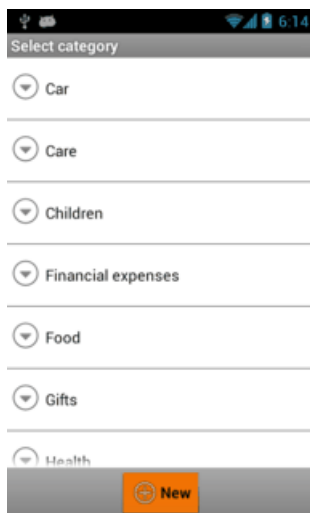 6:14
Select category
Car
Care
Children
Financial expenses
Food
Gifts
Health
New